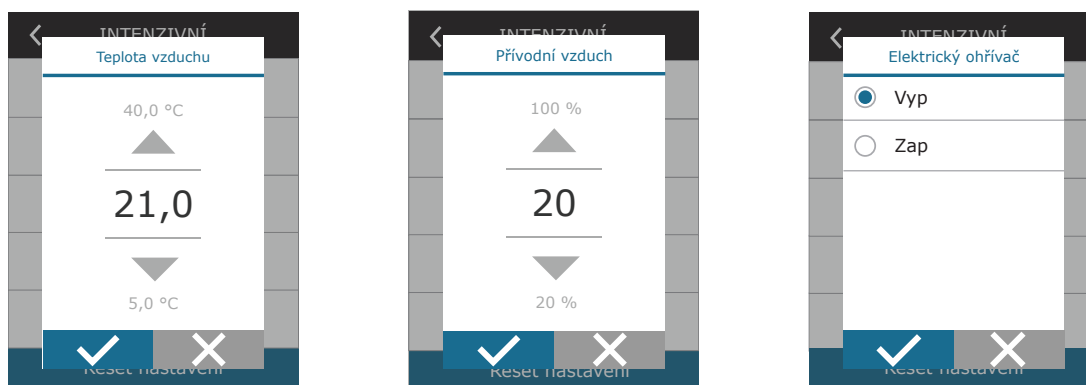 INTENZIVNÍ
Teplota vzduchu
40,0 °C
21,0
5,0 °C
Reset nastavení
INTENZIVNÍ
Přívodní vzduch
100 %
20
20 %
Reset nastavení
INTENZIVNÍ
Elektrický ohřívač
Vyp
Zap
Reset nastavení